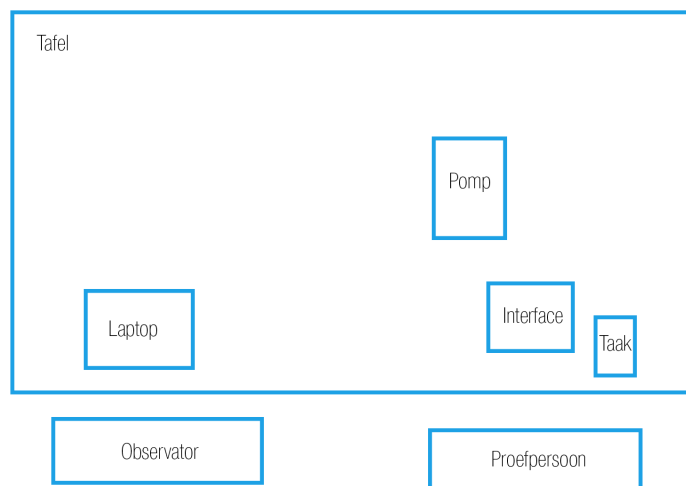 Tafel
Pomp
Interface
Laptop
Taak
Observator
Proefpersoon